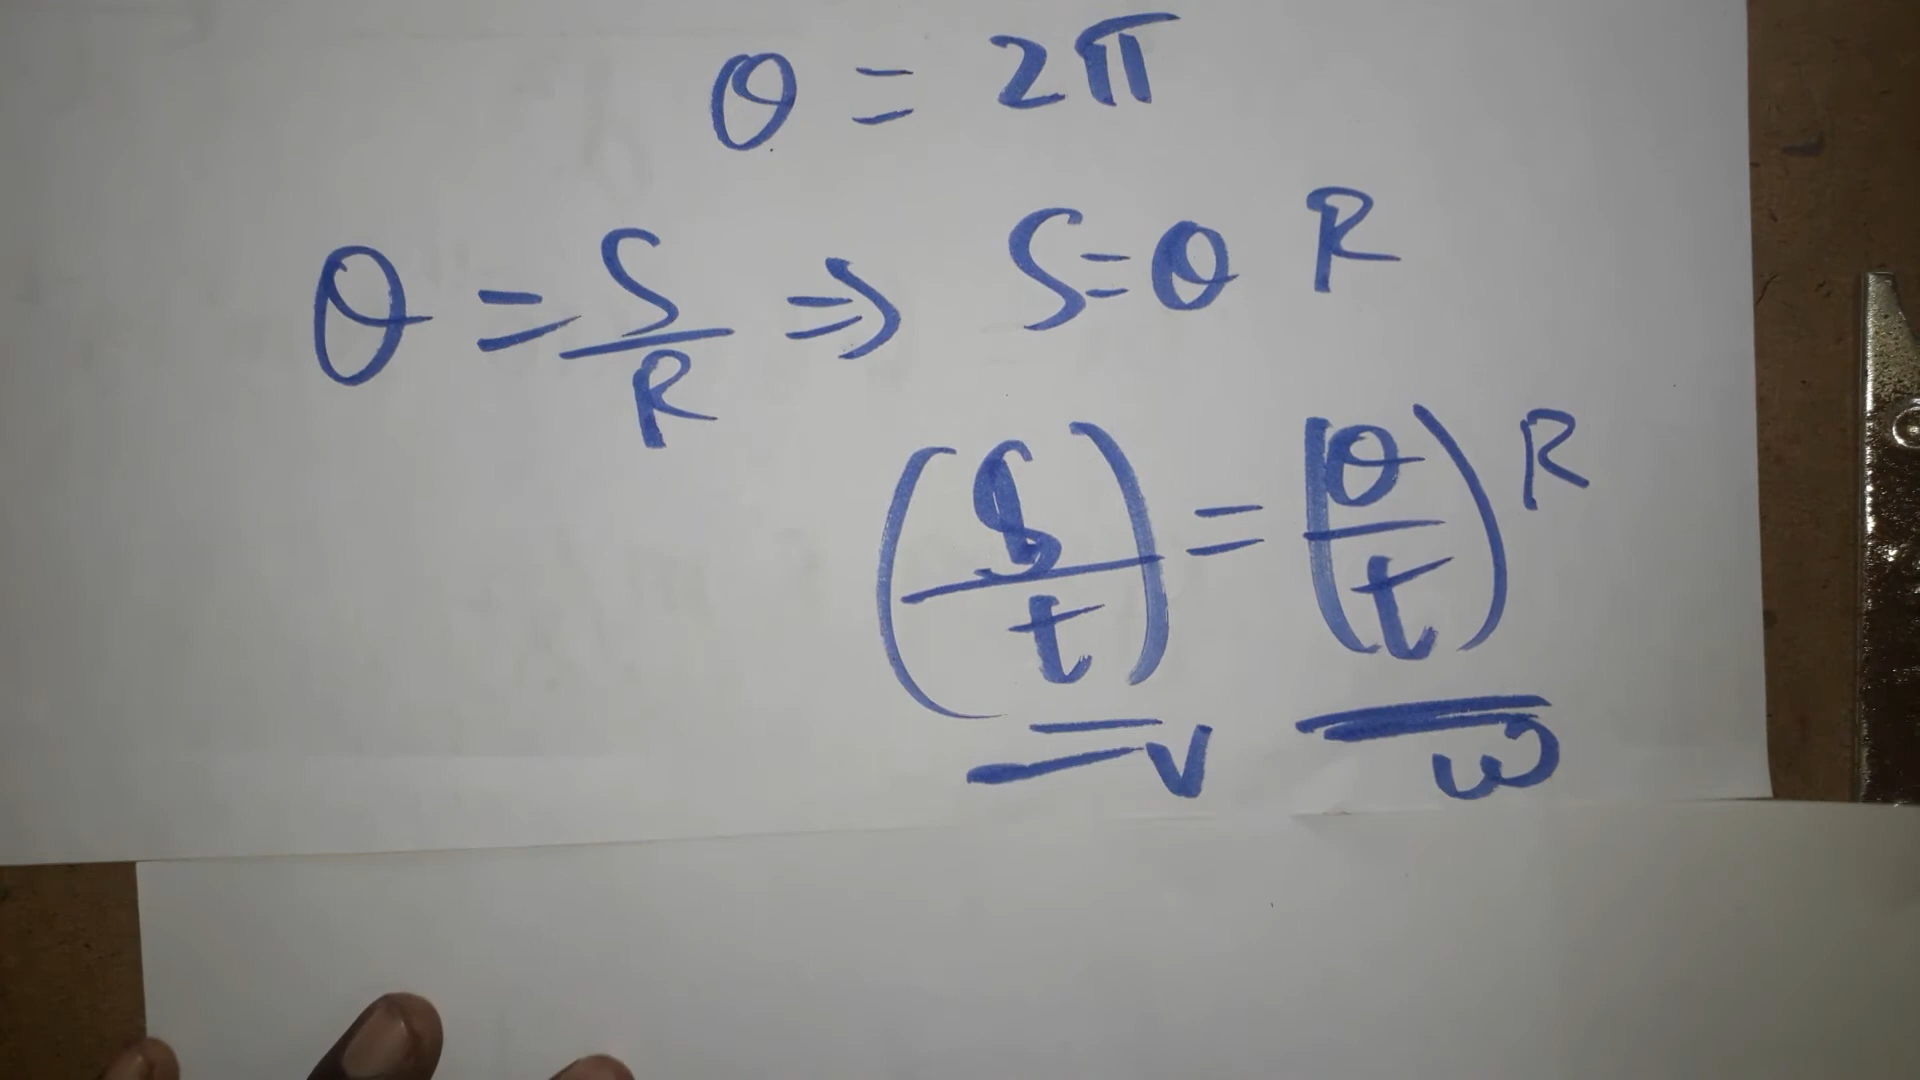 θ = 2π
θ = S/R ⇒ S = θ R
(S/t) = (θ/t) R
v ω